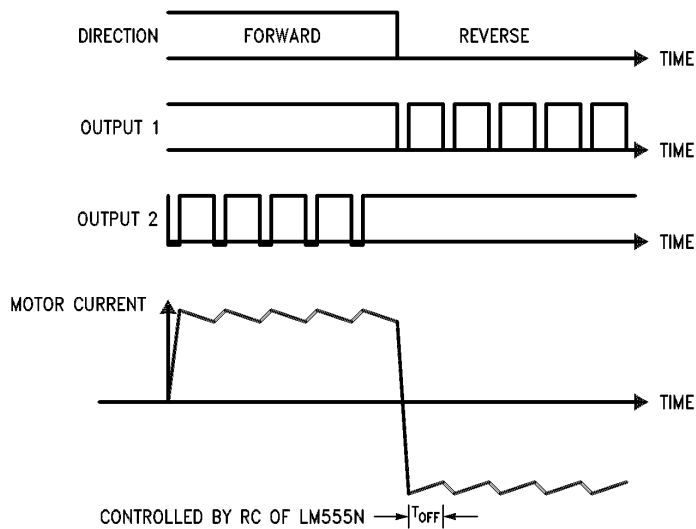 DIRECTION FORWARD REVERSE
TIME
OUTPUT 1
TIME
OUTPUT 2
TIME
MOTOR CURRENT
TIME
CONTROLLED BY RC OF LM555N TOFF